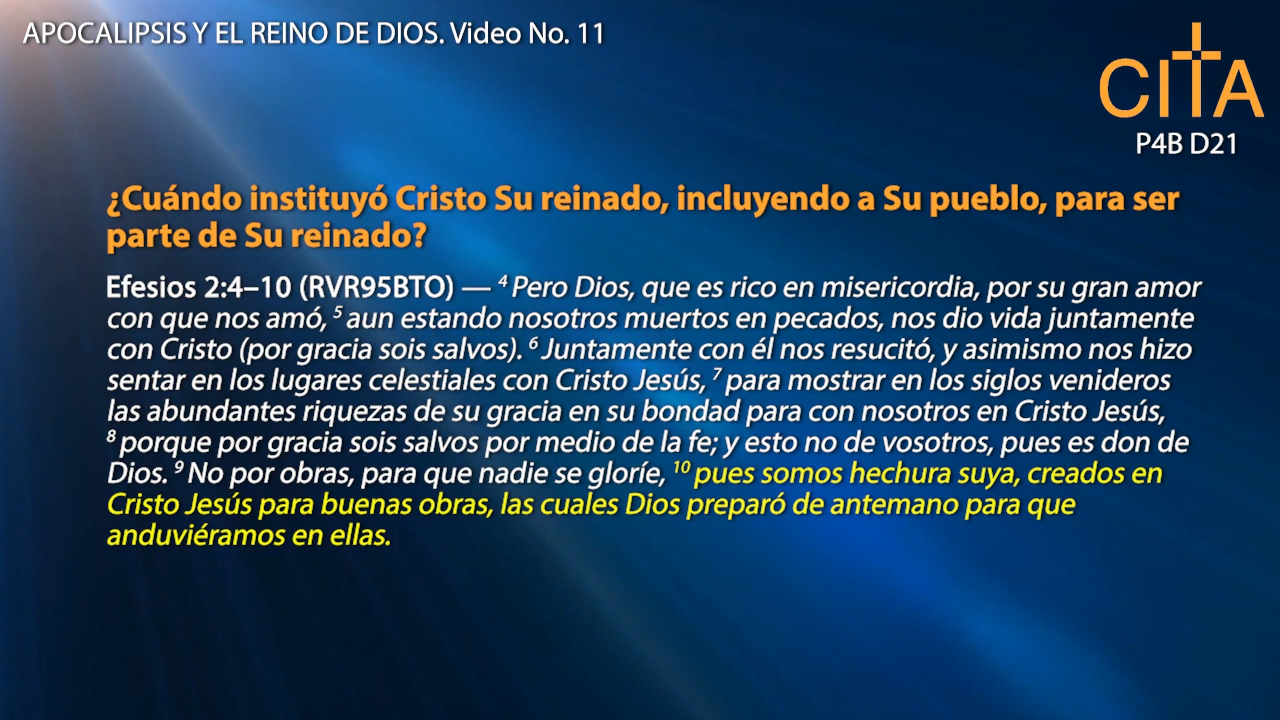 APOCALIPSIS Y EL REINO DE DIOS. Video No. 11
CITA
P4B D21
¿Cuándo instituyó Cristo Su reinado, incluyendo a Su pueblo, para ser
parte de Su reinado?
Efesios 2:4–10 (RVR95BTO) — ⁴ Pero Dios, que es rico en misericordia, por su gran amor
con que nos amó, ⁵ aun estando nosotros muertos en pecados, nos dio vida juntamente
con Cristo (por gracia sois salvos). ⁶ Juntamente con él nos resucitó, y asimismo nos hizo
sentar en los lugares celestiales con Cristo Jesús, ⁷ para mostrar en los siglos venideros
las abundantes riquezas de su gracia en su bondad para con nosotros en Cristo Jesús,
⁸ porque por gracia sois salvos por medio de la fe; y esto no de vosotros, pues es don de
Dios. ⁹ No por obras, para que nadie se gloríe, ¹⁰ pues somos hechura suya, creados en
Cristo Jesús para buenas obras, las cuales Dios preparó de antemano para que
anduviéramos en ellas.